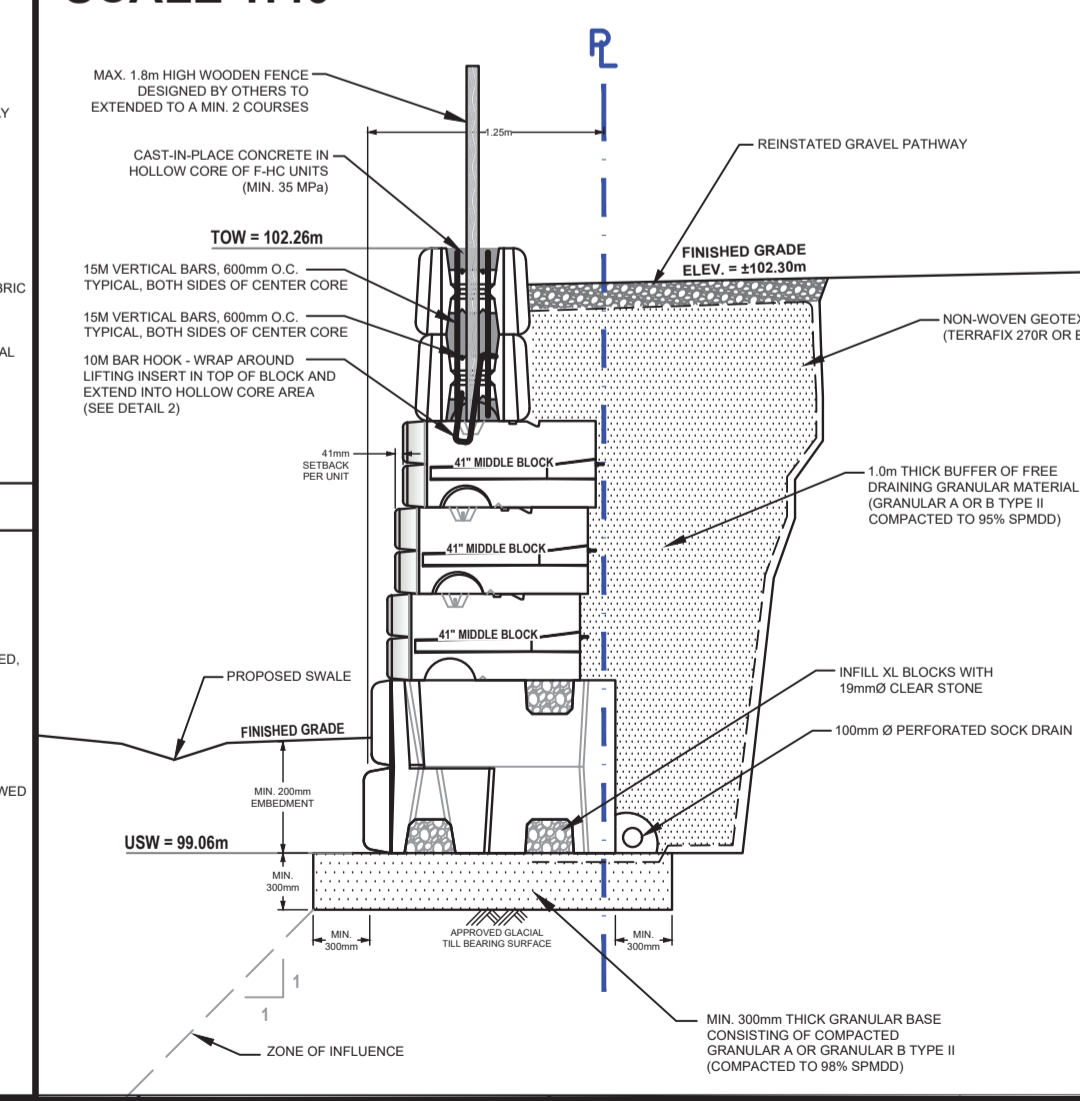 PL
MAX. 1.8m HIGH WOODEN FENCE
DESIGNED BY OTHERS TO
EXTENDED TO A MIN. 2 COURSES
1.25m
REINSTATED GRAVEL PATHWAY
CAST-IN-PLACE CONCRETE IN
HOLLOW CORE OF F-HC UNITS
(MIN. 35 MPa)
TOW = 102.26m
FINISHED GRADE
ELEV. = ±102.30m
15M VERTICAL BARS, 600mm O.C.
TYPICAL, BOTH SIDES OF CENTER CORE
15M VERTICAL BARS, 600mm O.C.
TYPICAL, BOTH SIDES OF CENTER CORE
NON-WOVEN
(TERRAFIX 270R OR
10M BAR HOOK - WRAP AROUND
LIFTING INSERT IN TOP OF BLOCK AND
EXTEND INTO HOLLOW CORE AREA
(SEE DETAIL 2)
41mm
SETBACK
PER UNIT
41" MIDDLE BLOCK
1.0m THICK BUFFER OF FREE
DRAINING GRANULAR MATERIAL
(GRANULAR A OR B TYPE II
COMPACTED TO 95% SPMDD)
41" MIDDLE BLOCK
41" MIDDLE BLOCK
PROPOSED SWALE
INFILL XL BLOCKS WITH
19mmØ CLEAR STONE
FINISHED GRADE
100mm Ø PERFORATED SOCK DRAIN
MIN. 200mm
EMBEDMENT
USW = 99.06m
MIN.
300mm
MIN.
300mm
APPROVED GLACIAL
TILL BEARING SURFACE
MIN.
300mm
1
1
MIN. 300mm THICK GRANULAR BASE
CONSISTING OF COMPACTED
GRANULAR A OR GRANULAR B TYPE II
(COMPACTED TO 98% SPMDD)
ZONE OF INFLUENCE